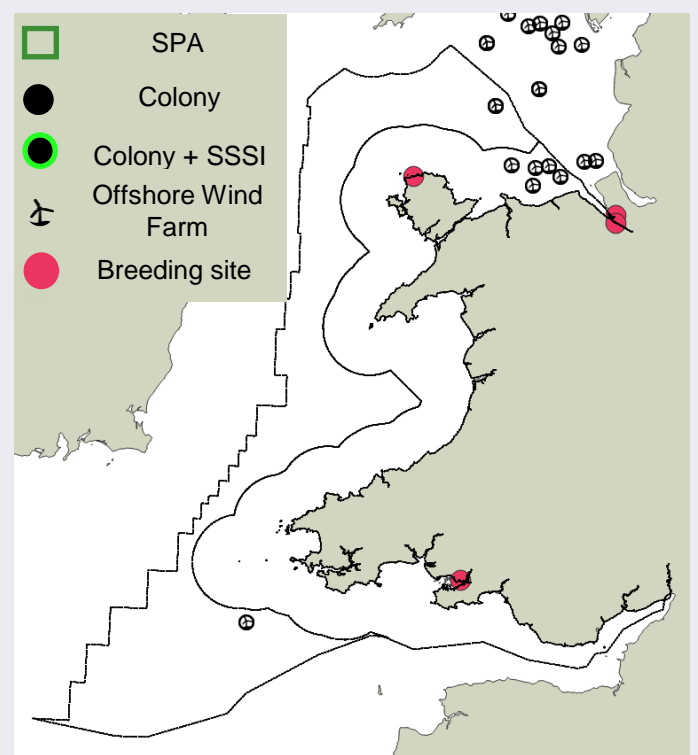 SPA
Colony
Colony + SSSI
Offshore Wind
Farm
Breeding site